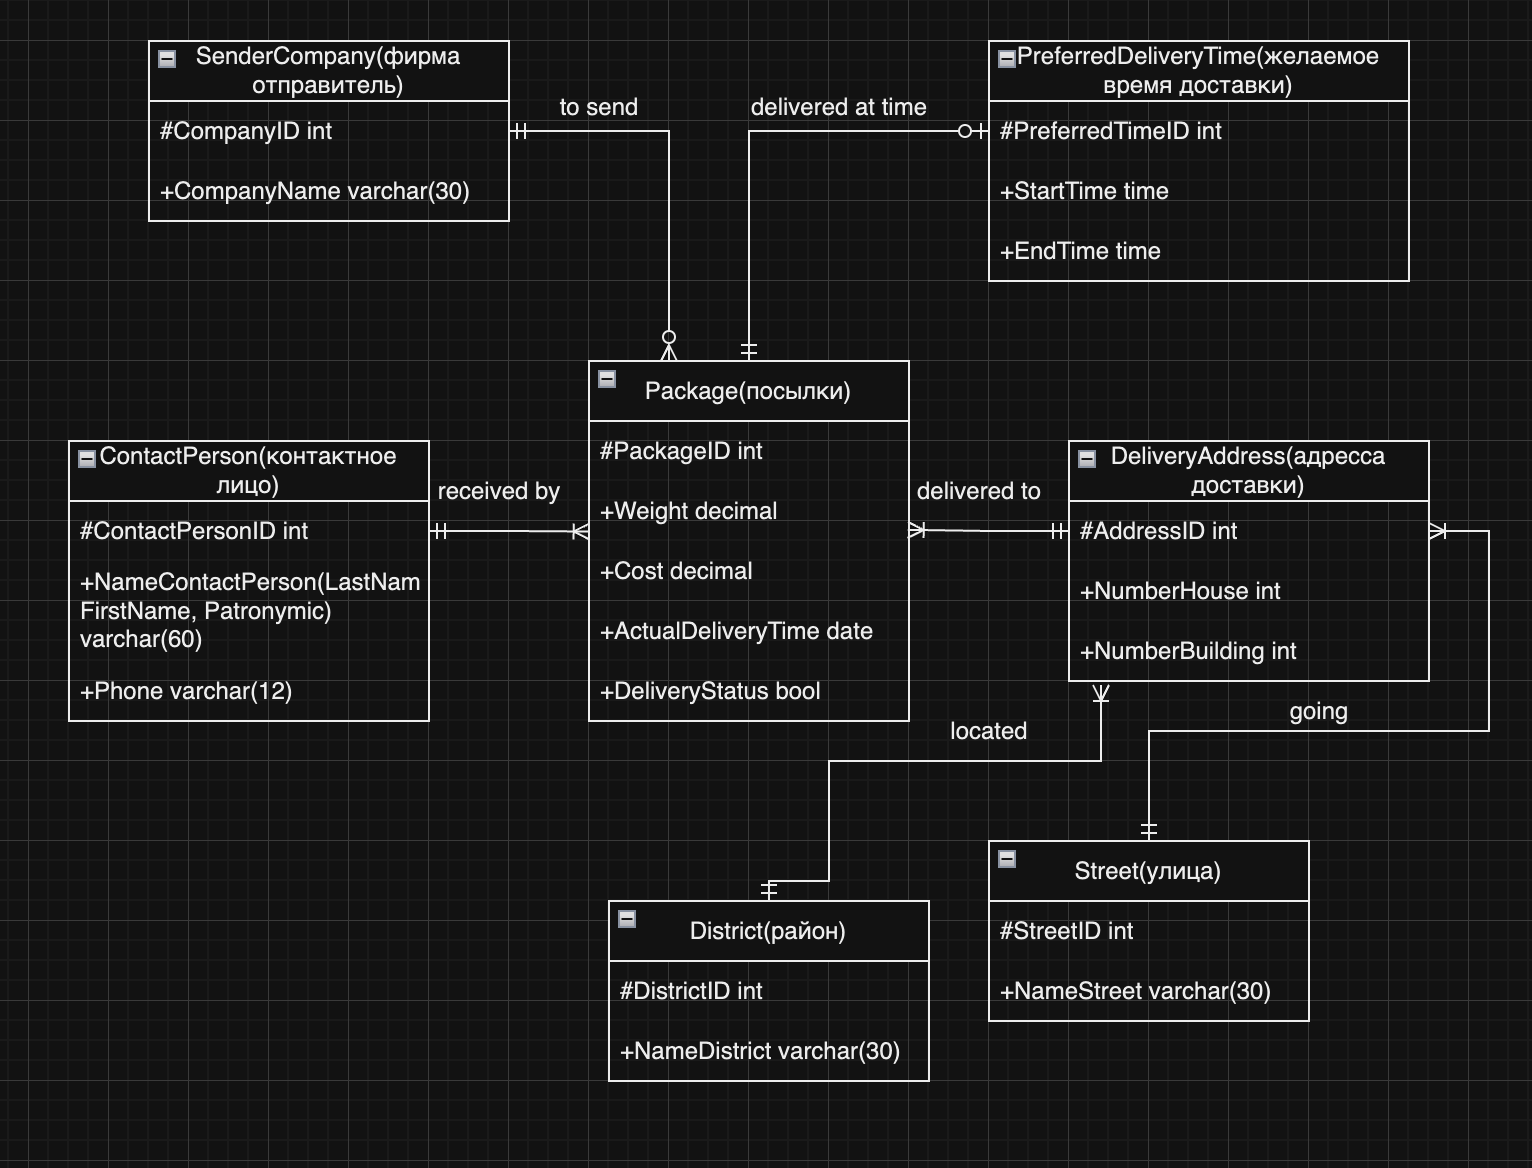 SenderCompany(фирма
отправитель)
#CompanyID int
+CompanyName varchar(30)
to send
delivered at time
PreferredDeliveryTime(желаемое
время доставки)
#PreferredTimeID int
+StartTime time
+EndTime time
Package(посылки)
#PackageID int
+Weight decimal
+Cost decimal
+ActualDeliveryTime date
+DeliveryStatus bool
ContactPerson(контактное
лицо)
#ContactPersonID int
+NameContactPerson(LastNam
FirstName, Patronymic)
varchar(60)
+Phone varchar(12)
received by
delivered to
DeliveryAddress(адресса
доставки)
#AddressID int
+NumberHouse int
+NumberBuilding int
located
going
District(район)
#DistrictID int
+NameDistrict varchar(30)
Street(улица)
#StreetID int
+NameStreet varchar(30)